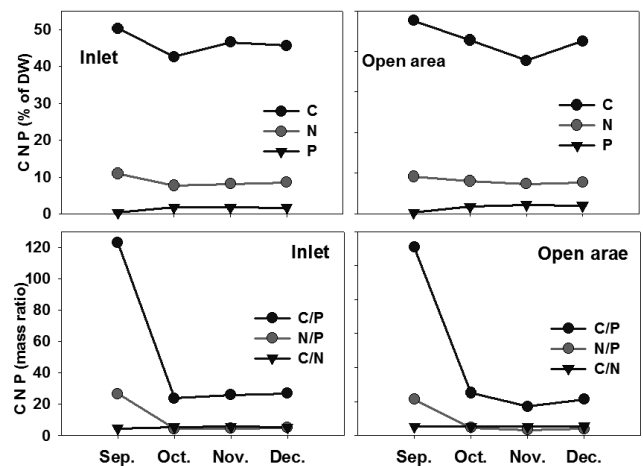 C N P (% of DW)
60
50
40
30
20
10
0
Inlet
C
N
P
Open area
C
N
P
C N P (mass ratio)
120
100
80
60
40
20
0
Inlet
C/P
N/P
C/N
Open arae
C/P
N/P
C/N
Sep. Oct. Nov. Dec.
Sep. Oct. Nov. Dec.